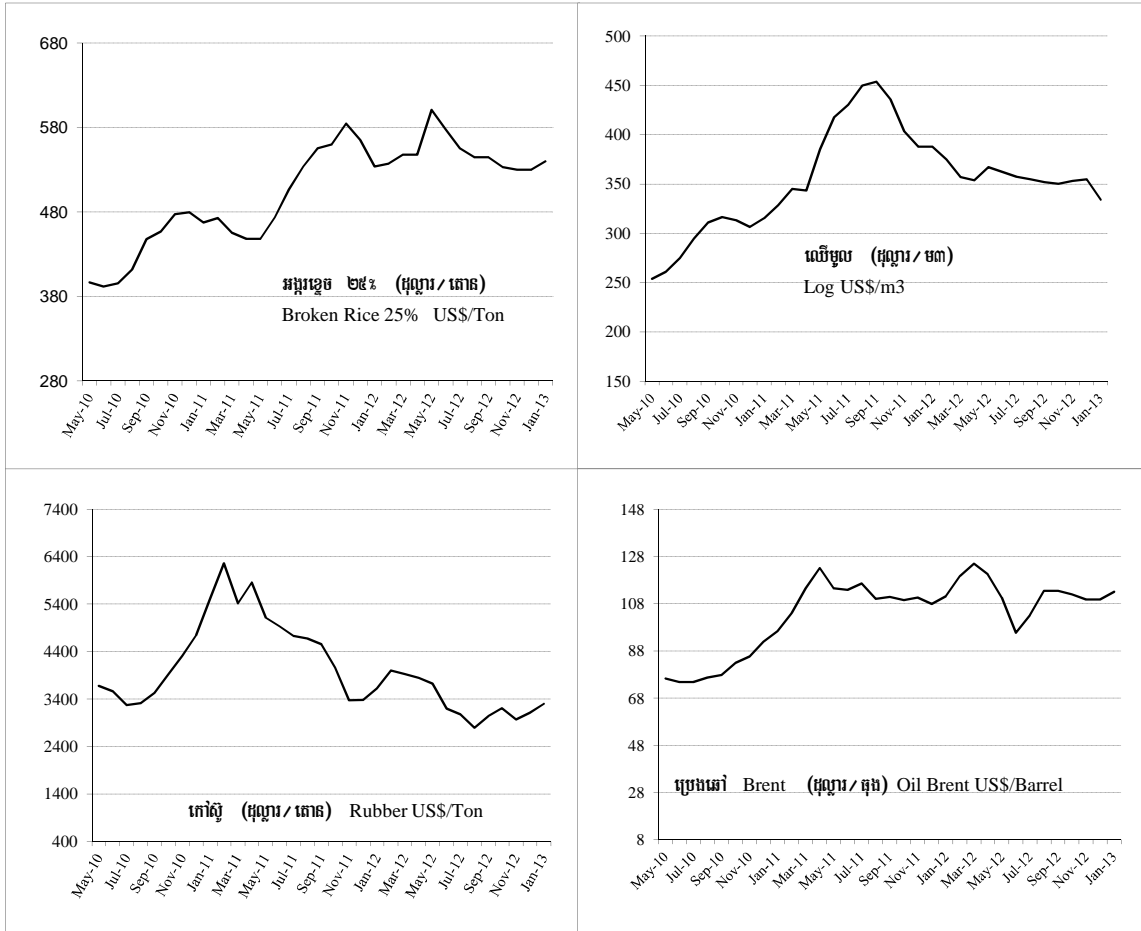 680
580
480
380
280
អង្ករខ្ទេច ២៥% (ដុល្លារ/តោន)
Broken Rice 25% US$/Ton
May-10 Jul-10 Sep-10 Nov-10 Jan-11 Mar-11 May-11 Jul-11 Sep-11 Nov-11 Jan-12 Mar-12 May-12 Jul-12 Sep-12 Nov-12 Jan-13
500
450
400
350
300
250
200
150
ឈើមូល (ដុល្លារ/ម៣)
Log US$/m3
May-10 Jul-10 Sep-10 Nov-10 Jan-11 Mar-11 May-11 Jul-11 Sep-11 Nov-11 Jan-12 Mar-12 May-12 Jul-12 Sep-12 Nov-12 Jan-13
7400
6400
5400
4400
3400
2400
1400
400
កៅស៊ូ (ដុល្លារ/តោន) Rubber US$/Ton
May-10 Jul-10 Sep-10 Nov-10 Jan-11 Mar-11 May-11 Jul-11 Sep-11 Nov-11 Jan-12 Mar-12 May-12 Jul-12 Sep-12 Nov-12 Jan-13
148
128
108
88
68
48
28
8
ប្រេងឆៅ Brent (ដុល្លារ/ធុង) Oil Brent US$/Barrel
May-10 Jul-10 Sep-10 Nov-10 Jan-11 Mar-11 May-11 Jul-11 Sep-11 Nov-11 Jan-12 Mar-12 May-12 Jul-12 Sep-12 Nov-12 Jan-13